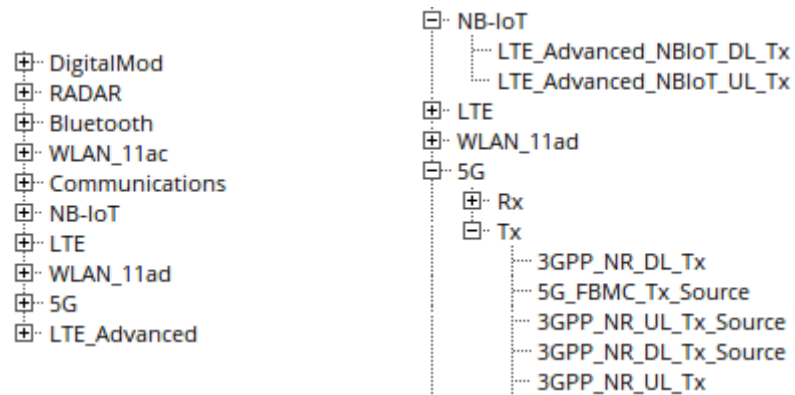 DigitalMod
RADAR
Bluetooth
WLAN_11ac
Communications
NB-IoT
LTE
WLAN_11ad
5G
LTE_Advanced
NB-IoT
LTE_Advanced_NBIoT_DL_Tx
LTE_Advanced_NBIoT_UL_Tx
LTE
WLAN_11ad
5G
Rx
Tx
3GPP_NR_DL_Tx
5G_FBMC_Tx_Source
3GPP_NR_UL_Tx_Source
3GPP_NR_DL_Tx_Source
3GPP_NR_UL_Tx